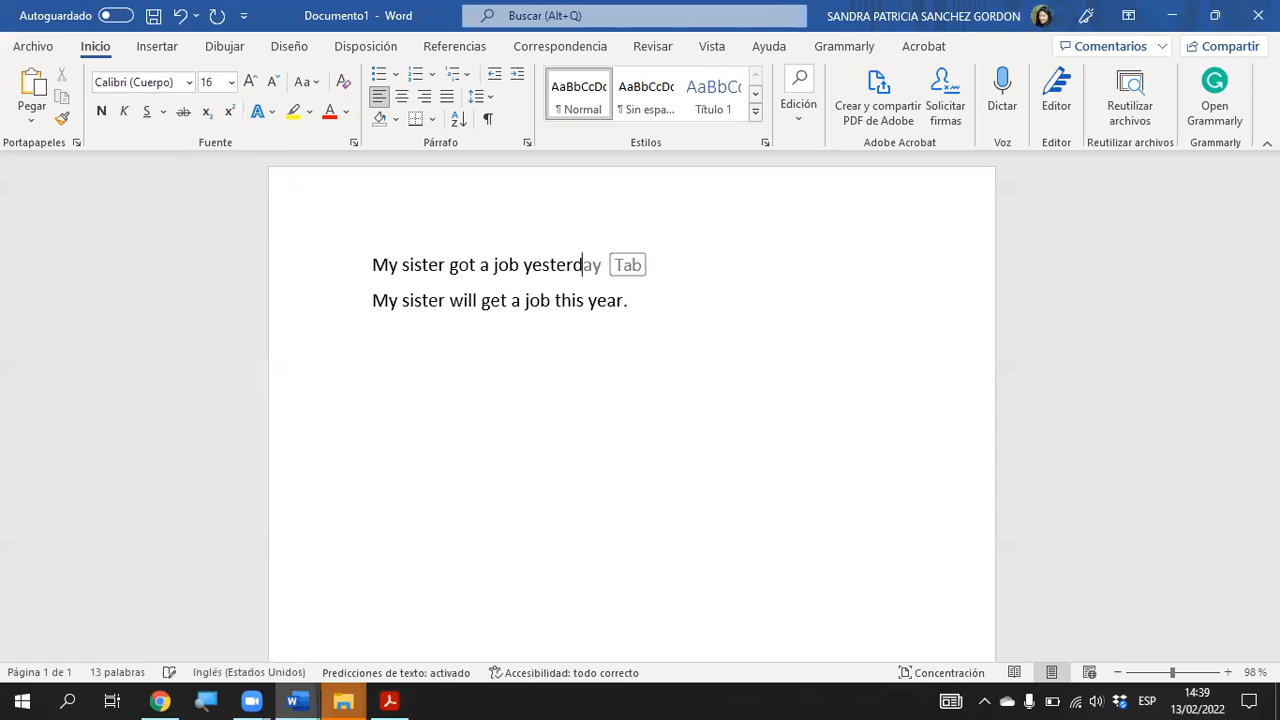 Autoguardado
Documento1 - Word
Buscar (Alt+Q)
SANDRA PATRICIA SANCHEZ GORDON
Archivo Inicio Insertar Dibujar Diseño Disposición Referencias Correspondencia Revisar Vista Ayuda Grammarly Acrobat Comentarios Compartir
Pegar
Calibri (Cuerpo) 16
N K S ab x₂ x²
AaBbCcDc AaBbCcDc AaBbCc
¶ Normal ¶ Sin espa... Título 1
Edición
Crear y compartir PDF de Adobe
Solicitar firmas
Dictar
Editor
Reutilizar archivos
Open Grammarly
Portapapeles Fuente Párrafo Estilos Adobe Acrobat Voz Editor Reutilizar archivos Grammarly
My sister got a job yesterday Tab
My sister will get a job this year.
Página 1 de 1 13 palabras Inglés (Estados Unidos) Predicciones de texto: activado Accesibilidad: todo correcto Concentración 98 %
ESP
14:39
13/02/2022